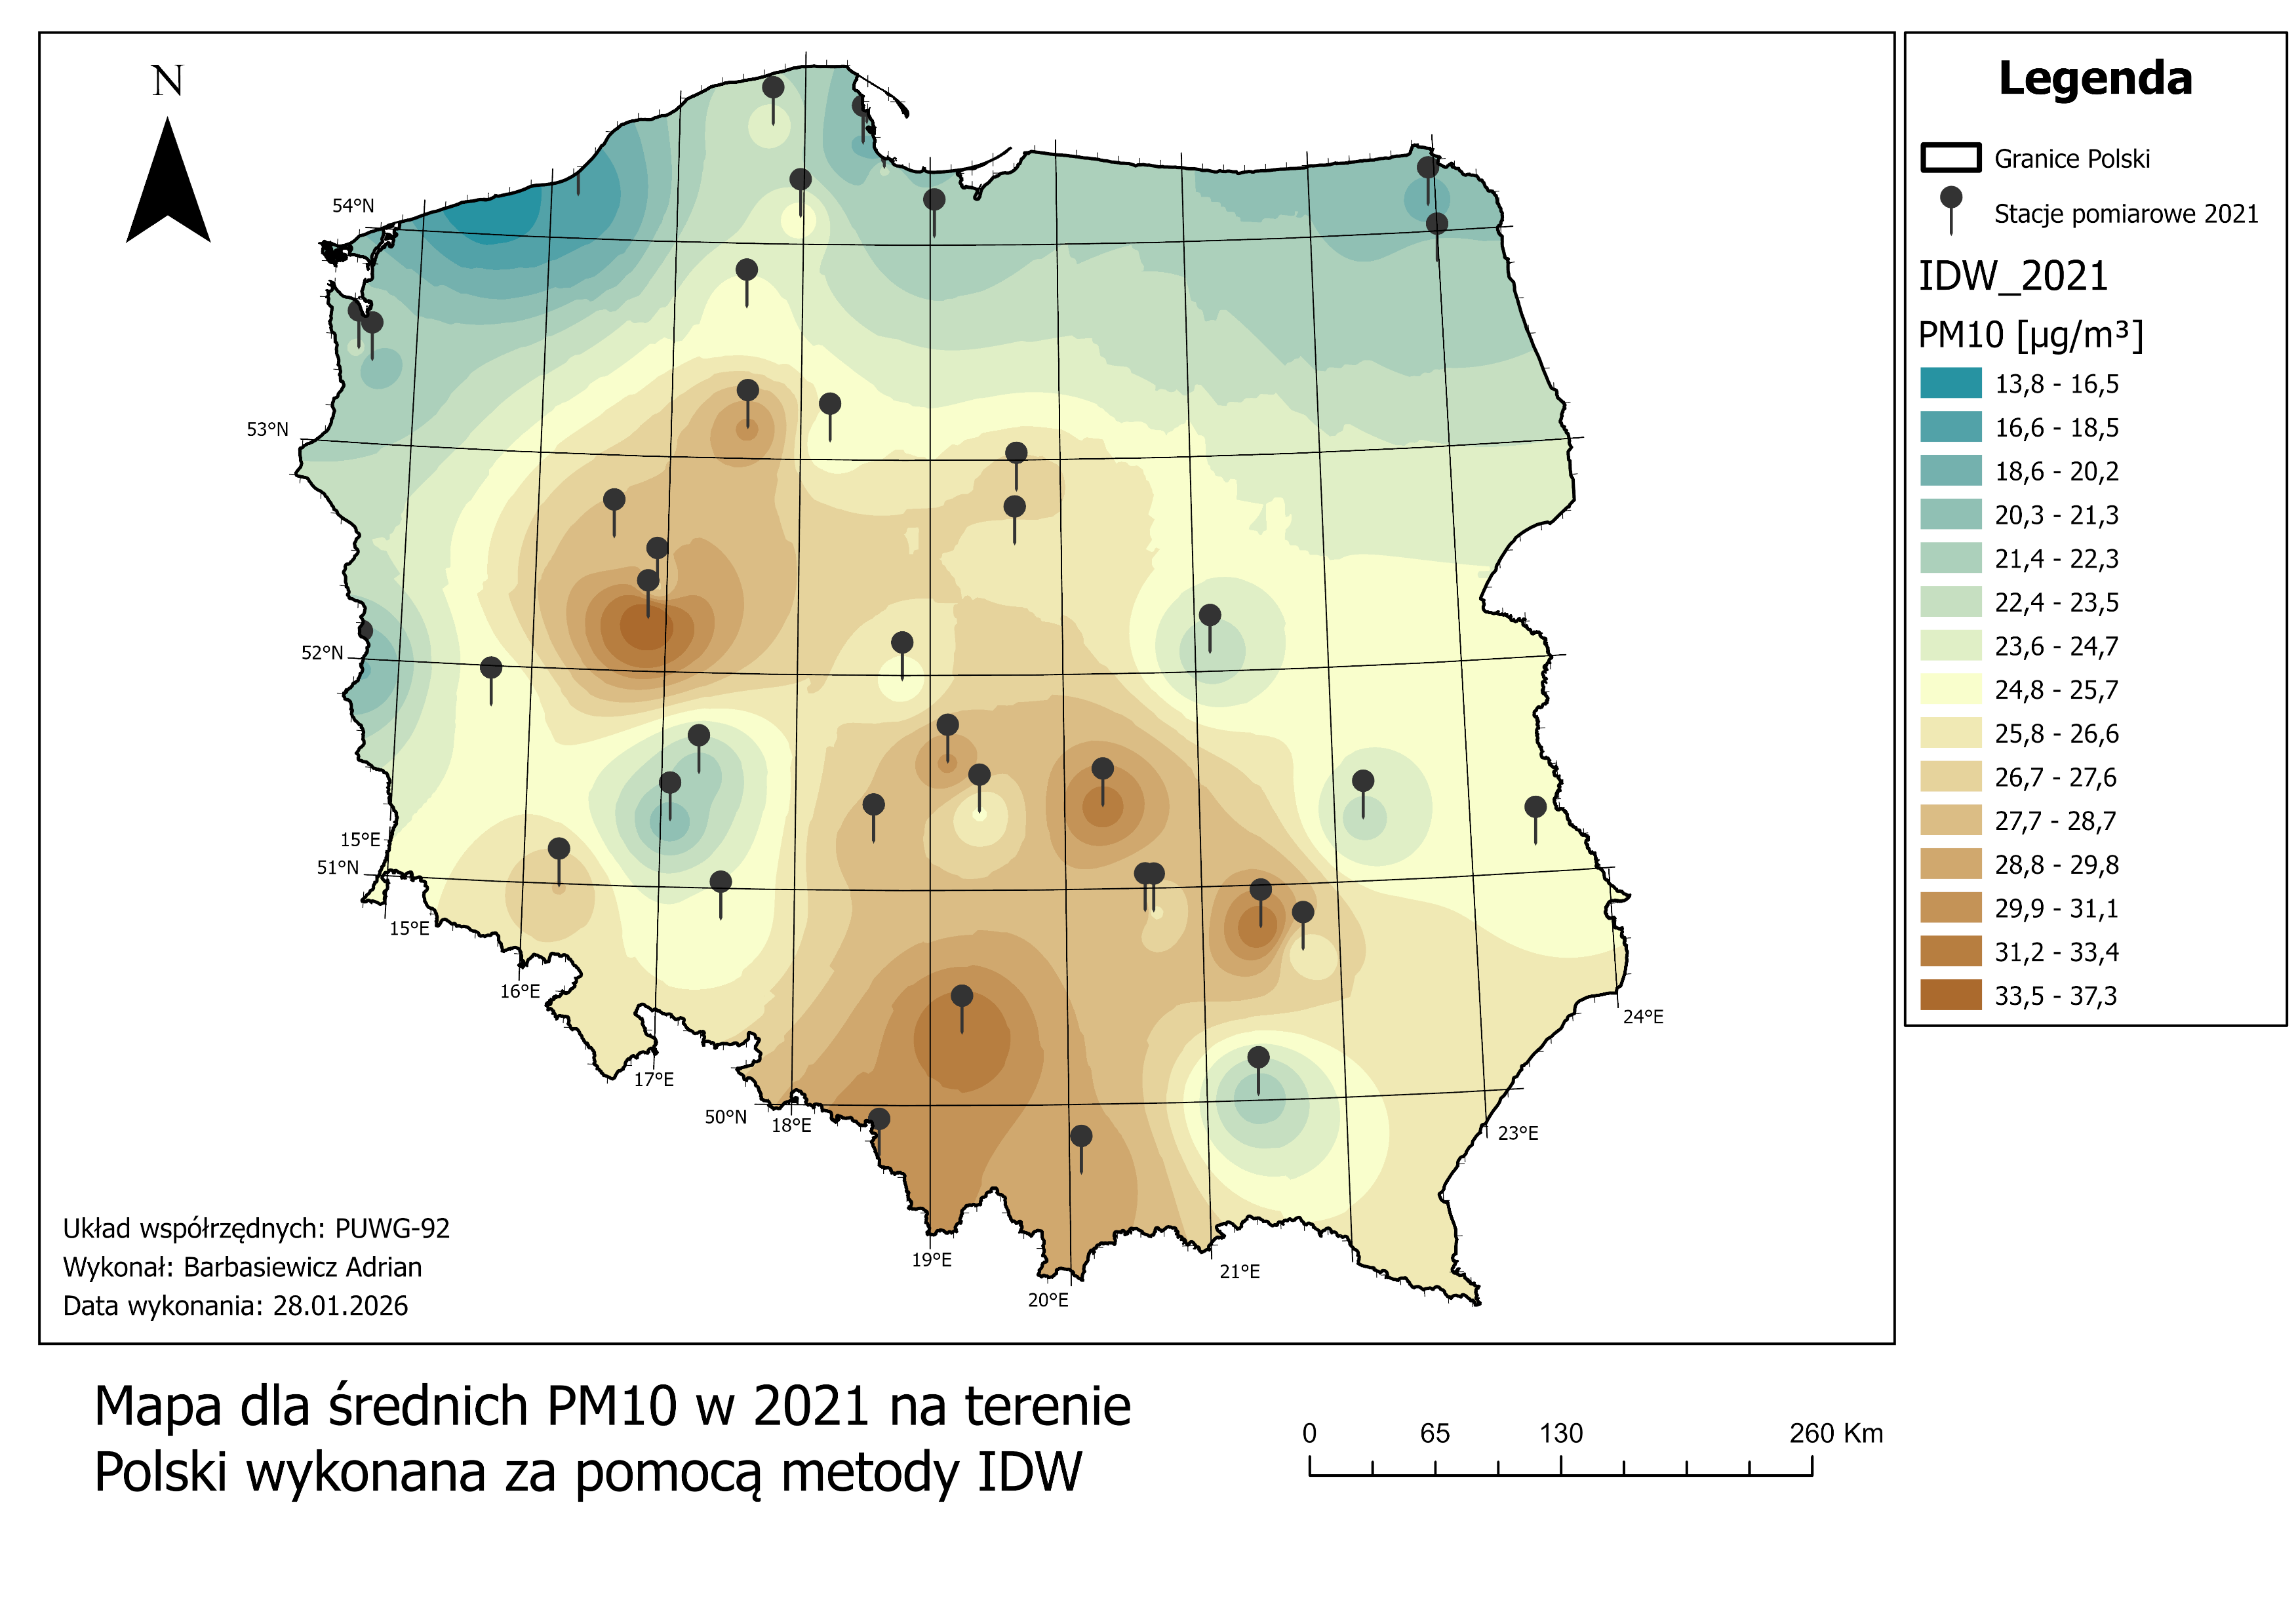 N
54°N
53°N
52°N
15°E
51°N
15°E
16°E
17°E
50°N
18°E
19°E
20°E
21°E
23°E
24°E
Układ współrzędnych: PUWG-92
Wykonał: Barbasiewicz Adrian
Data wykonania: 28.01.2026
Legenda
Granice Polski
Stacje pomiarowe 2021
IDW_2021
PM10 [µg/m³]
13,8 - 16,5
16,6 - 18,5
18,6 - 20,2
20,3 - 21,3
21,4 - 22,3
22,4 - 23,5
23,6 - 24,7
24,8 - 25,7
25,8 - 26,6
26,7 - 27,6
27,7 - 28,7
28,8 - 29,8
29,9 - 31,1
31,2 - 33,4
33,5 - 37,3
Mapa dla średnich PM10 w 2021 na terenie
Polski wykonana za pomocą metody IDW
0 65 130 260 Km